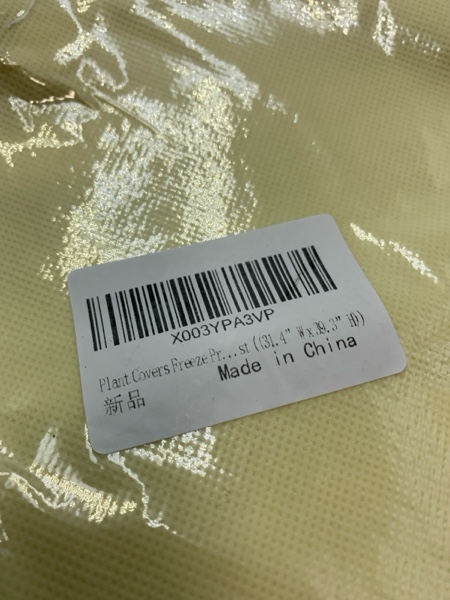 X003YPA3VP
Plant Covers Freeze Pr...st ((31.4" W x 39.3" H))
新品
Made in China